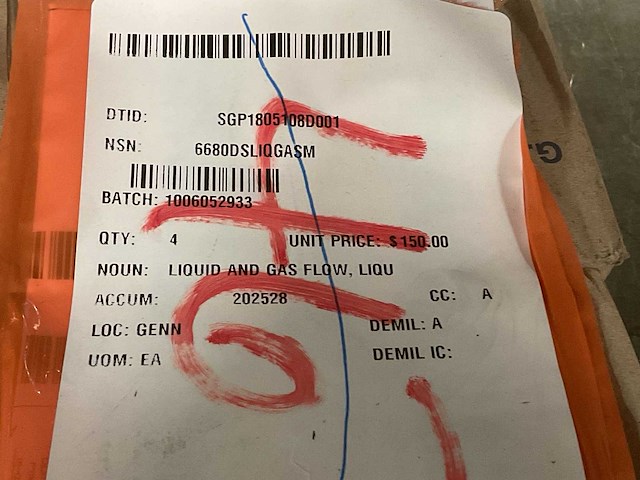 DTID: SGP1805108D001
NSN: 6680DSLIQGASM
BATCH: 1006052933
QTY: 4 UNIT PRICE: $150.00
NOUN: LIQUID AND GAS FLOW, LIQU
ACCUM: 202528 CC: A
LOC: GENN DEMIL: A
UOM: EA DEMIL IC: